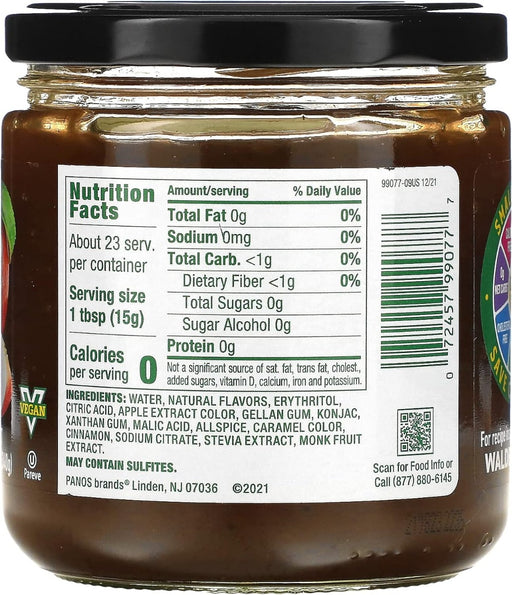 Nutrition
Facts
About 23 serv.
per container
Serving size
1 tbsp (15g)
Calories
per serving 0
Amount/serving % Daily Value
Total Fat 0g 0%
Sodium 0mg 0%
Total Carb. <1g 0%
Dietary Fiber <1g 0%
Total Sugars 0g
Sugar Alcohol 0g
Protein 0g
Not a significant source of sat. fat, trans fat, cholest.,
added sugars, vitamin D, calcium, iron and potassium.
INGREDIENTS: WATER, NATURAL FLAVORS, ERYTHRITOL,
CITRIC ACID, APPLE EXTRACT COLOR, GELLAN GUM, KONJAC,
XANTHAN GUM, MALIC ACID, ALLSPICE, CARAMEL COLOR,
CINNAMON, SODIUM CITRATE, STEVIA EXTRACT, MONK FRUIT
EXTRACT.
MAY CONTAIN SULFITES.
PANOS brands® Linden, NJ 07036 ©2021
99077-09US 12/21
0 72457 99077 7
Scan for Food Info or
Call (877) 880-6145
VEGAN
U
Pareve
For recipe
WALD